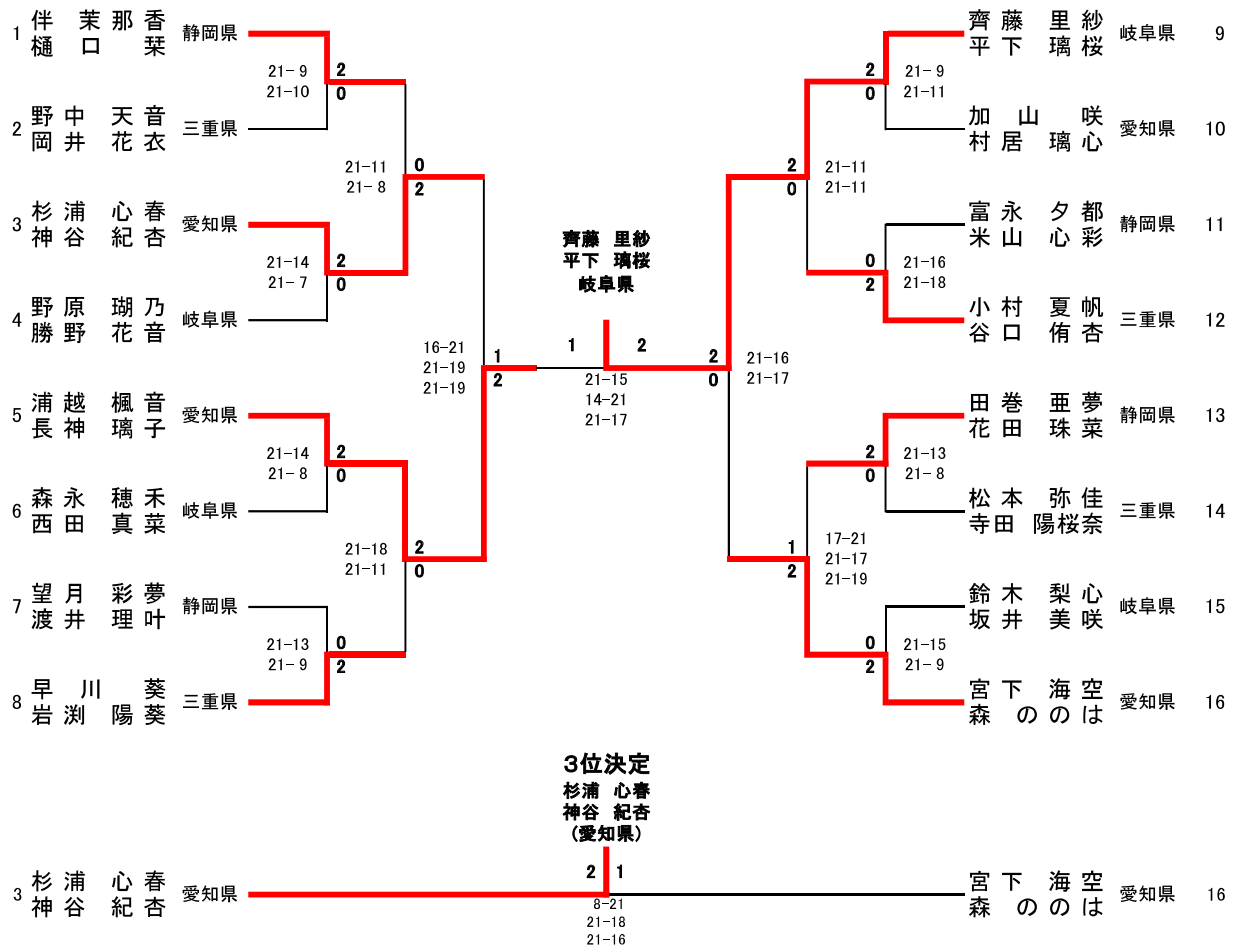 1 伴 茉那香 静岡県
樋口 栞
21-9
21-10
2
0
2 野中 天音 三重県
岡井 花衣
21-11
21-8
0
2
3 杉浦 心春 愛知県
神谷 紀杏
21-14
21-7
2
0
4 野原 瑚乃 岐阜県
勝野 花音
16-21
21-19
21-19
1
2
5 浦越 楓音 愛知県
長神 璃子
21-14
21-8
2
0
6 森永 穂禾 岐阜県
西田 真菜
21-18
21-11
2
0
7 望月 彩夢 静岡県
渡井 理叶
21-13
21-9
0
2
8 早川 葵 三重県
岩渕 陽葵
齊藤 里紗
平下 璃桜
岐阜県
1 2
21-15
14-21
21-17
齊藤 里紗 岐阜県 9
平下 璃桜
2
0
21-9
21-11
加山 咲 愛知県 10
村居 璃心
2
0
21-11
21-11
富永 夕都 静岡県 11
米山 心彩
0
2
21-16
21-18
小村 夏帆 三重県 12
谷口 侑杏
2
0
21-16
21-17
田巻 亜夢 静岡県 13
花田 珠菜
2
0
21-13
21-8
松本 弥佳 三重県 14
寺田 陽桜奈
1
2
17-21
21-17
21-19
鈴木 梨心 岐阜県 15
坂井 美咲
0
2
21-15
21-9
宮下 海空 愛知県 16
森 ののは
3位決定
杉浦 心春
神谷 紀杏
(愛知県)
2 1
3 杉浦 心春 愛知県
神谷 紀杏
8-21
21-18
21-16
宮下 海空 愛知県 16
森 ののは